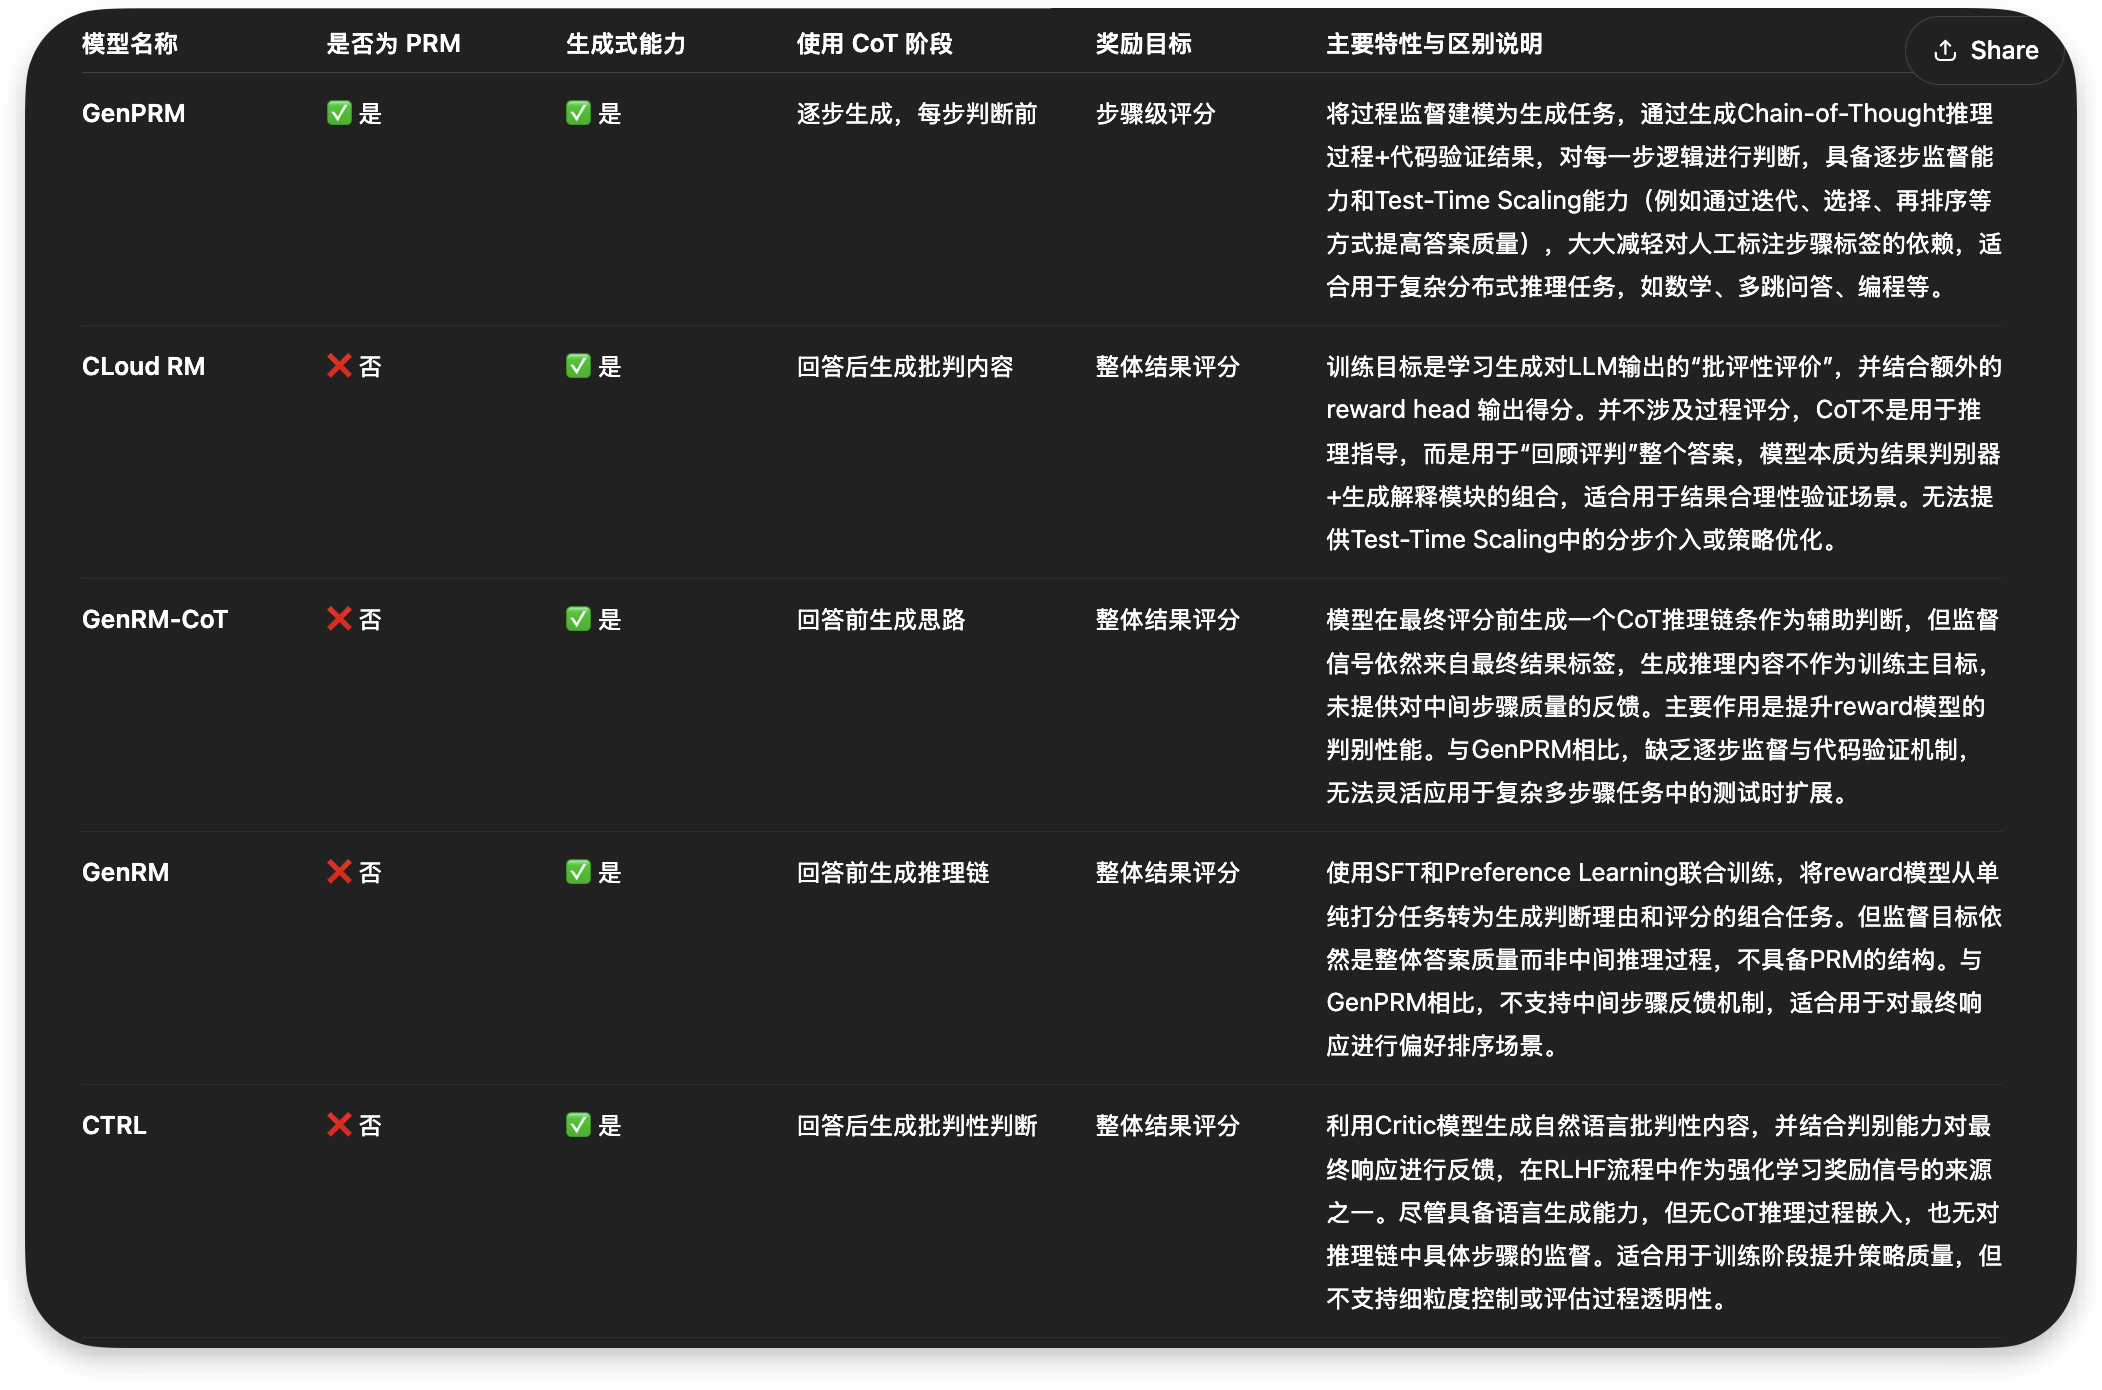 模型名称 是否为 PRM 生成式能力 使用 CoT 阶段 奖励目标 主要特性与区别说明 Share
GenPRM ✅ 是 ✅ 是 逐步生成，每步判断前 步骤级评分 将过程监督建模为生成任务，通过生成Chain-of-Thought推理
过程+代码验证结果，对每一步逻辑进行判断，具备逐步监督能
力和Test-Time Scaling能力（例如通过迭代、选择、再排序等
方式提高答案质量），大大减轻对人工标注步骤标签的依赖，适
合用于复杂分布式推理任务，如数学、多跳问答、编程等。
CLoud RM ❌ 否 ✅ 是 回答后生成批判内容 整体结果评分 训练目标是学习生成对LLM输出的“批评性评价”，并结合额外的
reward head 输出得分。并不涉及过程评分，CoT不是用于推
理指导，而是用于“回顾评判”整个答案，模型本质为结果判别器
+生成解释模块的组合，适合用于结果合理性验证场景。无法提
供Test-Time Scaling中的分步介入或策略优化。
GenRM-CoT ❌ 否 ✅ 是 回答前生成思路 整体结果评分 模型在最终评分前生成一个CoT推理链条作为辅助判断，但监督
信号依然来自最终结果标签，生成推理内容不作为训练主目标，
未提供对中间步骤质量的反馈。主要作用是提升reward模型的
判别性能。与GenPRM相比，缺乏逐步监督与代码验证机制，
无法灵活应用于复杂多步骤任务中的测试时扩展。
GenRM ❌ 否 ✅ 是 回答前生成推理链 整体结果评分 使用SFT和Preference Learning联合训练，将reward模型从单
纯打分任务转为生成判断理由和评分的组合任务。但监督目标依
然是整体答案质量而非中间推理过程，不具备PRM的结构。与
GenPRM相比，不支持中间步骤反馈机制，适合用于对最终响
应进行偏好排序场景。
CTRL ❌ 否 ✅ 是 回答后生成批判性判断 整体结果评分 利用Critic模型生成自然语言批判性内容，并结合判别能力对最
终响应进行反馈，在RLHF流程中作为强化学习奖励信号的来源
之一。尽管具备语言生成能力，但无CoT推理过程嵌入，也无对
推理链中具体步骤的监督。适合用于训练阶段提升策略质量，但
不支持细粒度控制或评估过程透明性。